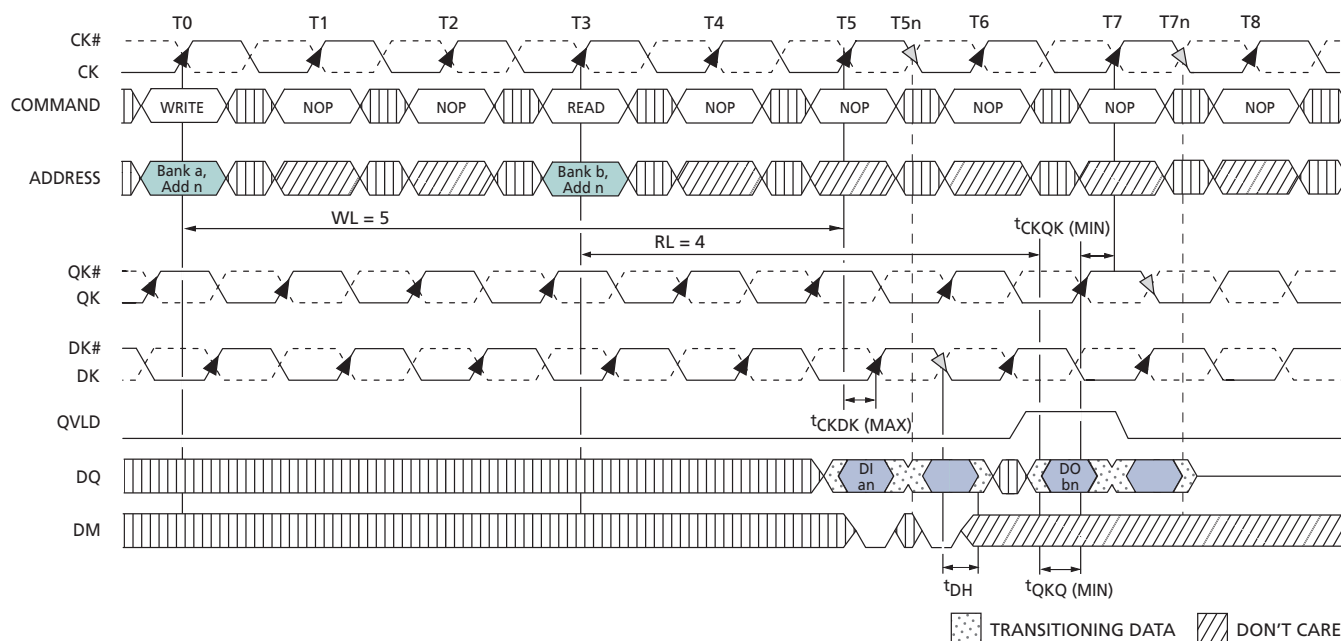 T0 T1 T2 T3 T4 T5 T5n T6 T7 T7n T8
CK#
CK
COMMAND WRITE NOP NOP READ NOP NOP NOP NOP NOP
ADDRESS Bank a, Add n Bank b, Add n
WL = 5
RL = 4
tCKQK (MIN)
QK#
QK
DK#
DK
tCKDK (MAX)
QVLD
DQ DI an DO bn
DM
tDH tQKQ (MIN)
TRANSITIONING DATA DON'T CARE